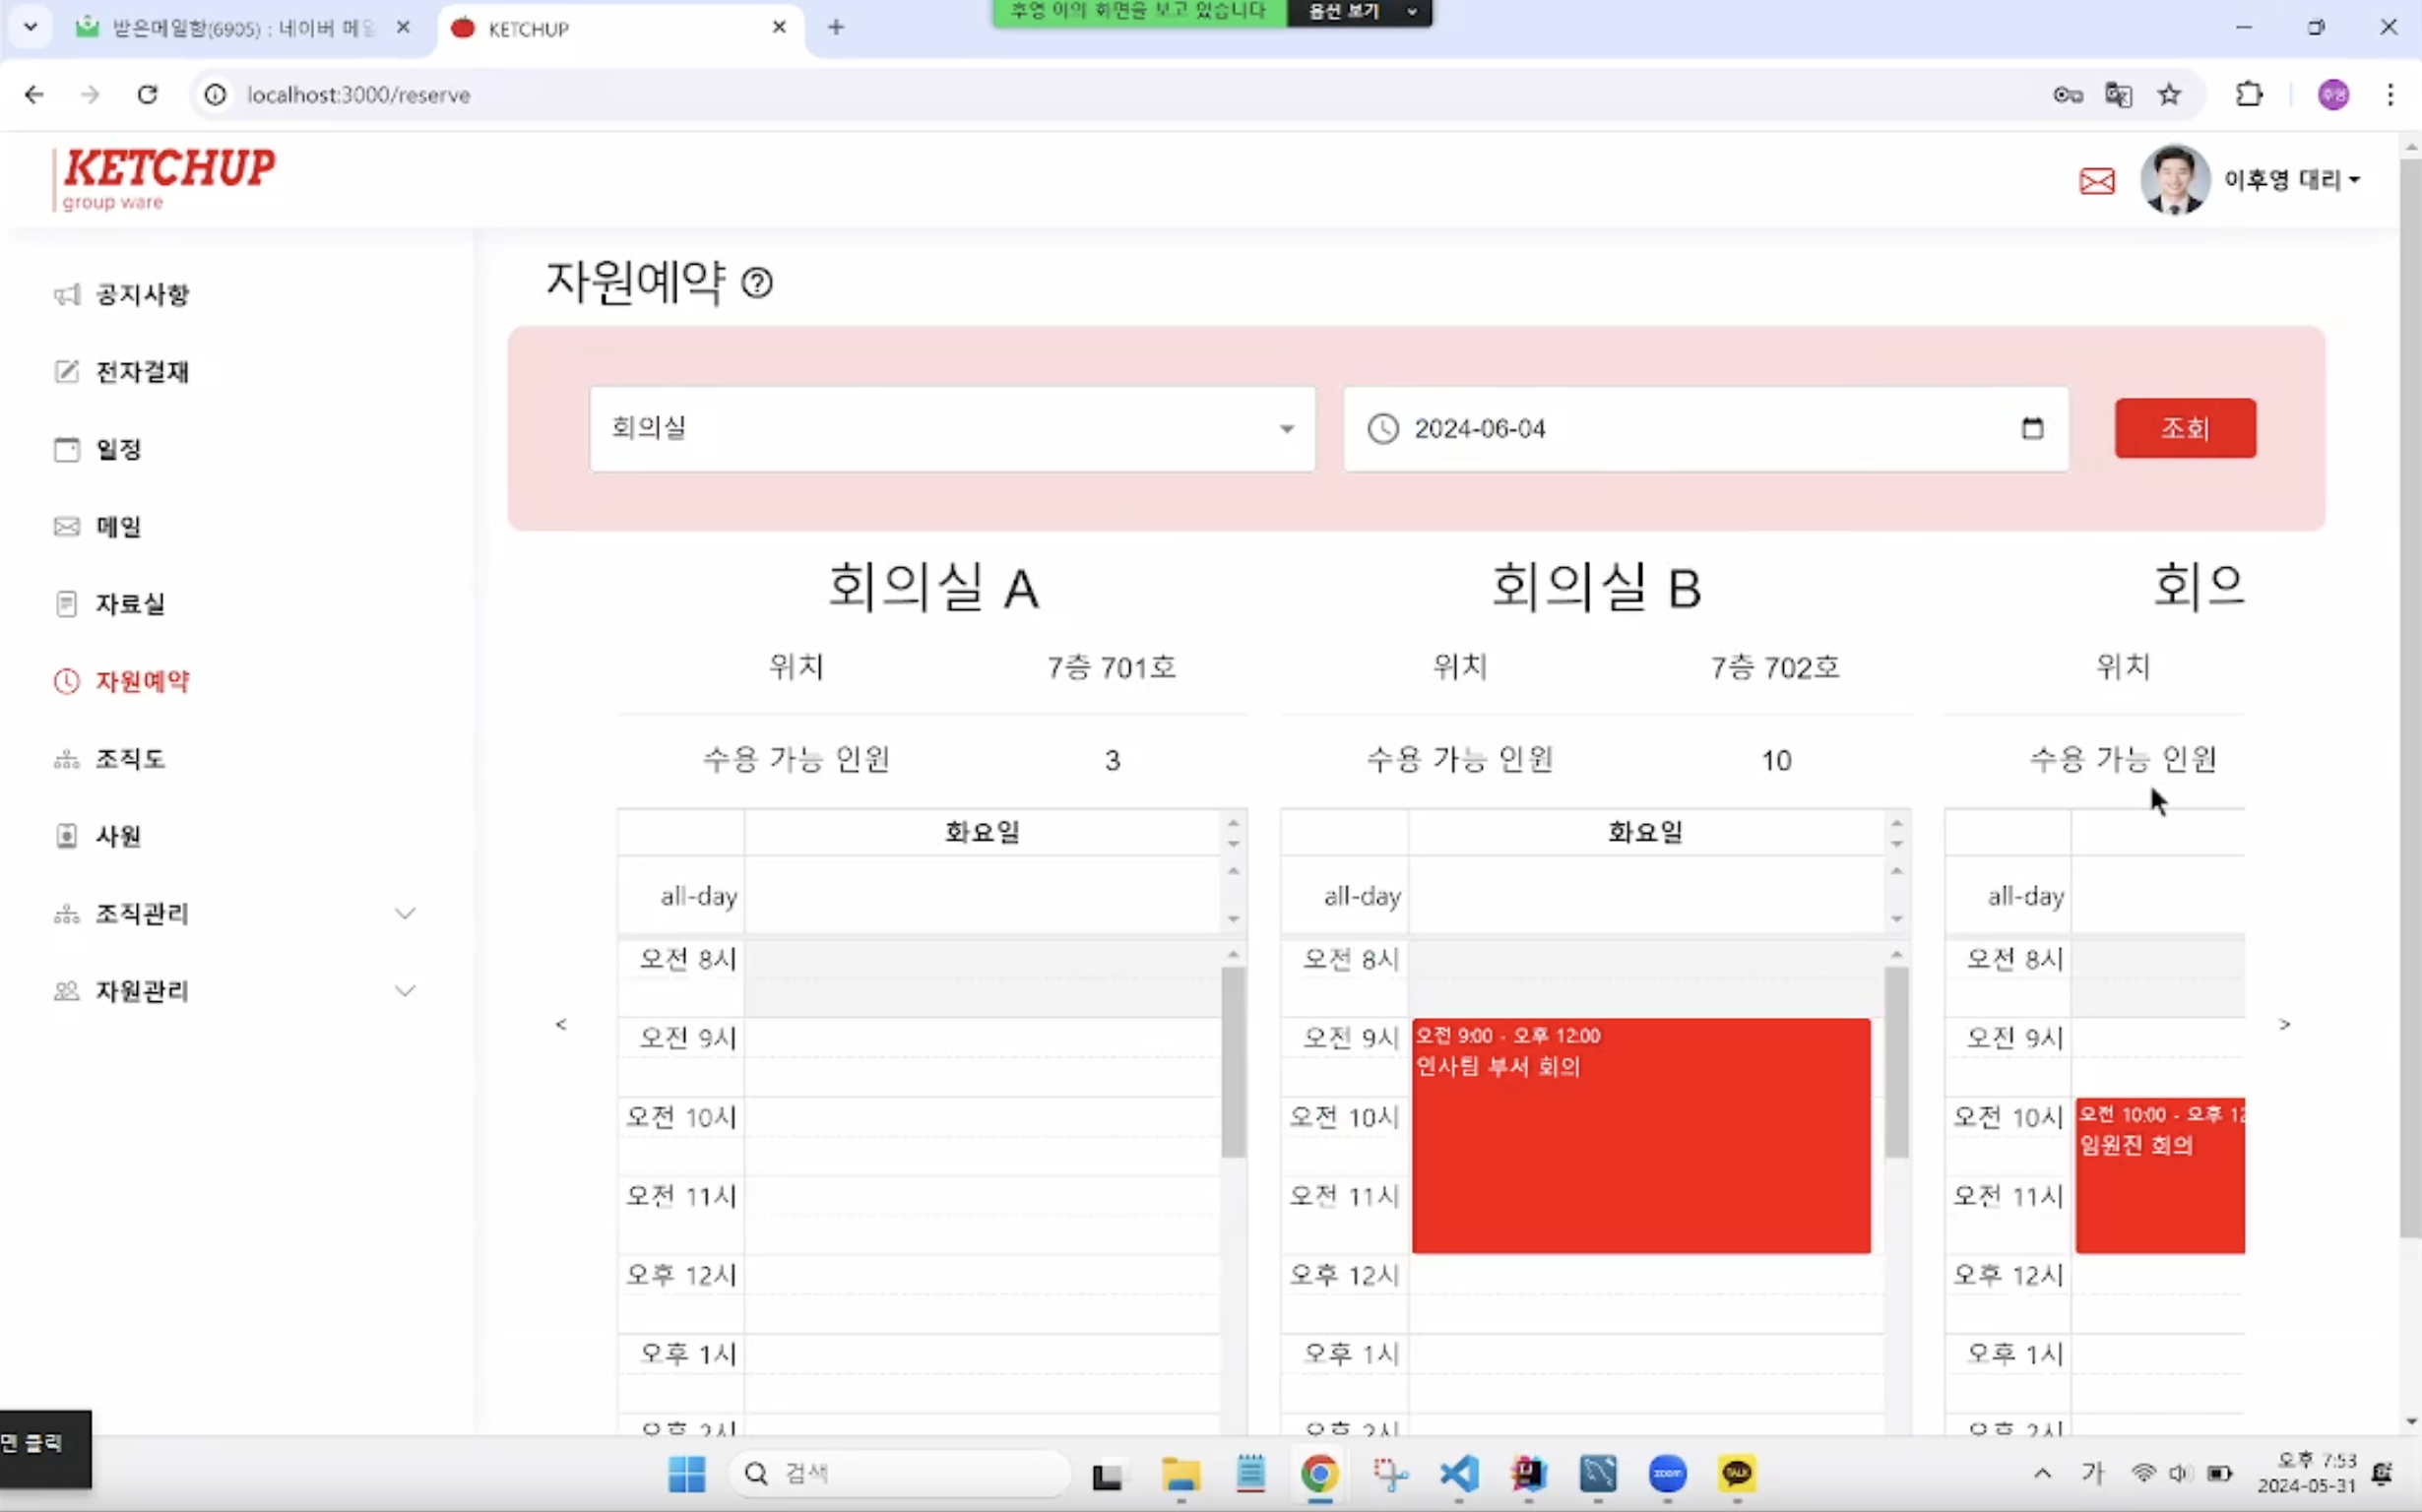 후영 이의 화면을 보고 있습니다
옵션 보기
받은메일함(6905) : 네이버 메일
KETCHUP
localhost:3000/reserve
후영
KETCHUP
group ware
이후영 대리
공지사항
전자결재
일정
메일
자료실
자원예약
조직도
사원
조직관리
자원관리
자원예약
회의실
2024-06-04
조회
회의실 A
위치 7층 701호
수용 가능 인원 3
화요일
all-day
오전 8시
오전 9시
오전 10시
오전 11시
오후 12시
오후 1시
오후 2시
회의실 B
위치 7층 702호
수용 가능 인원 10
화요일
all-day
오전 8시
오전 9시
오전 9:00 - 오후 12:00
인사팀 부서 회의
오전 10시
오전 11시
오후 12시
오후 1시
오후 2시
회의
위치
수용 가능 인원
all-day
오전 8시
오전 9시
오전 10시
오전 10:00 - 오후 12
임원진 회의
오전 11시
오후 12시
오후 1시
오후 2시
<
>
클릭
검색
zoom
TALK
가
오후 7:53
2024-05-31